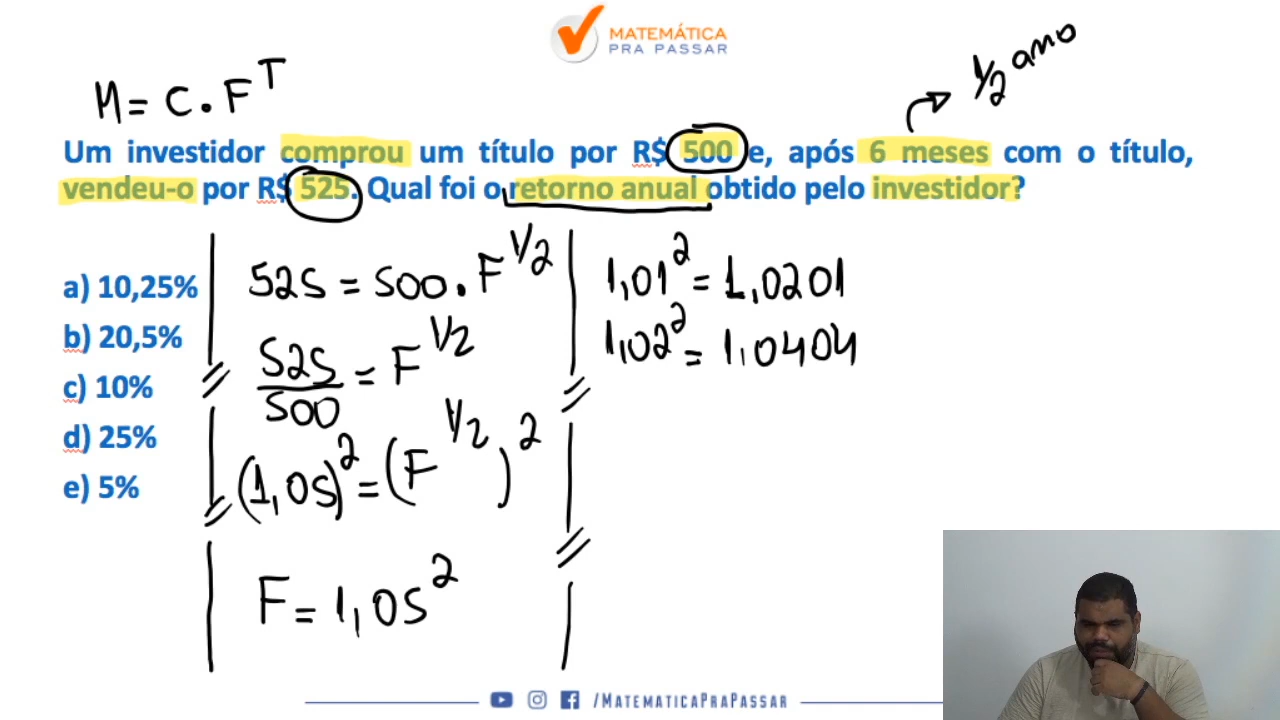 MATEMÁTICA
PRA PASSAR
M = C . F^T
1/2 ano
Um investidor comprou um título por R$ 500 e, após 6 meses com o título,
vendeu-o por R$ 525. Qual foi o retorno anual obtido pelo investidor?
a) 10,25%
b) 20,5%
c) 10%
d) 25%
e) 5%
525 = 500 . F^1/2
525/500 = F^1/2
(1,05)^2 = (F^1/2)^2
F = 1,05^2
1,01^2 = 1,0201
1,02^2 = 1,0404
/MatematicaPraPassar